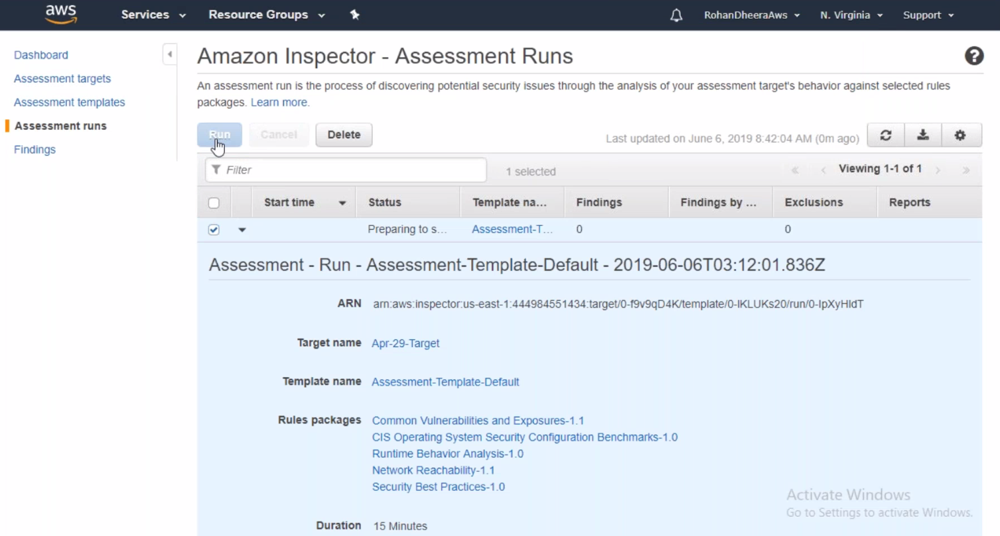 aws Services Resource Groups RohanDheeraAws N. Virginia Support
Dashboard
Assessment targets
Assessment templates
Assessment runs
Findings
Amazon Inspector - Assessment Runs
An assessment run is the process of discovering potential security issues through the analysis of your assessment target's behavior against selected rules
packages. Learn more.
Run Cancel Delete
Last updated on June 6, 2019 8:42:04 AM (0m ago)
Filter 1 selected Viewing 1-1 of 1
Start time Status Template na... Findings Findings by ... Exclusions Reports
Preparing to s... Assessment-T... 0 0
Assessment - Run - Assessment-Template-Default - 2019-06-06T03:12:01.836Z
ARN arn:aws:inspector:us-east-1:444984551434:target/0-f9v9qD4K/template/0-IKLUKs20/run/0-IpXyHIdT
Target name Apr-29-Target
Template name Assessment-Template-Default
Rules packages Common Vulnerabilities and Exposures-1.1
CIS Operating System Security Configuration Benchmarks-1.0
Runtime Behavior Analysis-1.0
Network Reachability-1.1
Security Best Practices-1.0
Duration 15 Minutes
Activate Windows
Go to Settings to activate Windows.